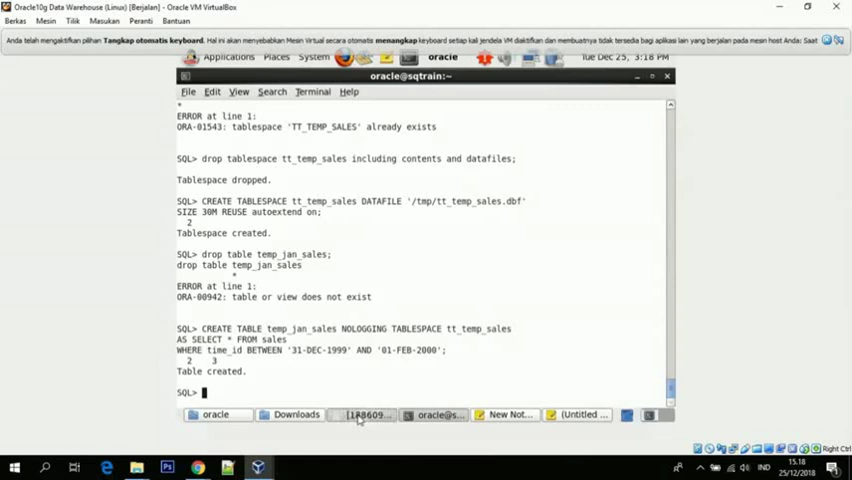 Oracle10g Data Warehouse (Linux) [Berjalan] - Oracle VM VirtualBox
Berkas Mesin Tilik Masukan Peranti Bantuan
Anda telah mengaktifkan pilihan Tangkap otomatis keyboard. Hal ini akan menyebabkan Mesin Virtual secara otomatis menangkap keyboard setiap kali jendela VM diaktifkan dan membuatnya tidak tersedia bagi aplikasi lain yang berjalan pada mesin host Anda: Saat
Applications Places System oracle Tue Dec 25, 3:18 PM
oracle@sqtrain:~
File Edit View Search Terminal Help
*
ERROR at line 1:
ORA-01543: tablespace 'TT_TEMP_SALES' already exists
SQL> drop tablespace tt_temp_sales including contents and datafiles;
Tablespace dropped.
SQL> CREATE TABLESPACE tt_temp_sales DATAFILE '/tmp/tt_temp_sales.dbf'
SIZE 30M REUSE autoextend on;
2
Tablespace created.
SQL> drop table temp_jan_sales;
drop table temp_jan_sales
*
ERROR at line 1:
ORA-00942: table or view does not exist
SQL> CREATE TABLE temp_jan_sales NOLOGGING TABLESPACE tt_temp_sales
AS SELECT * FROM sales
WHERE time_id BETWEEN '31-DEC-1999' AND '01-FEB-2000';
2 3
Table created.
SQL>
oracle Downloads oracle@s... New Not... (Untitled ...
Right Ctrl
IND 15.18
25/12/2018